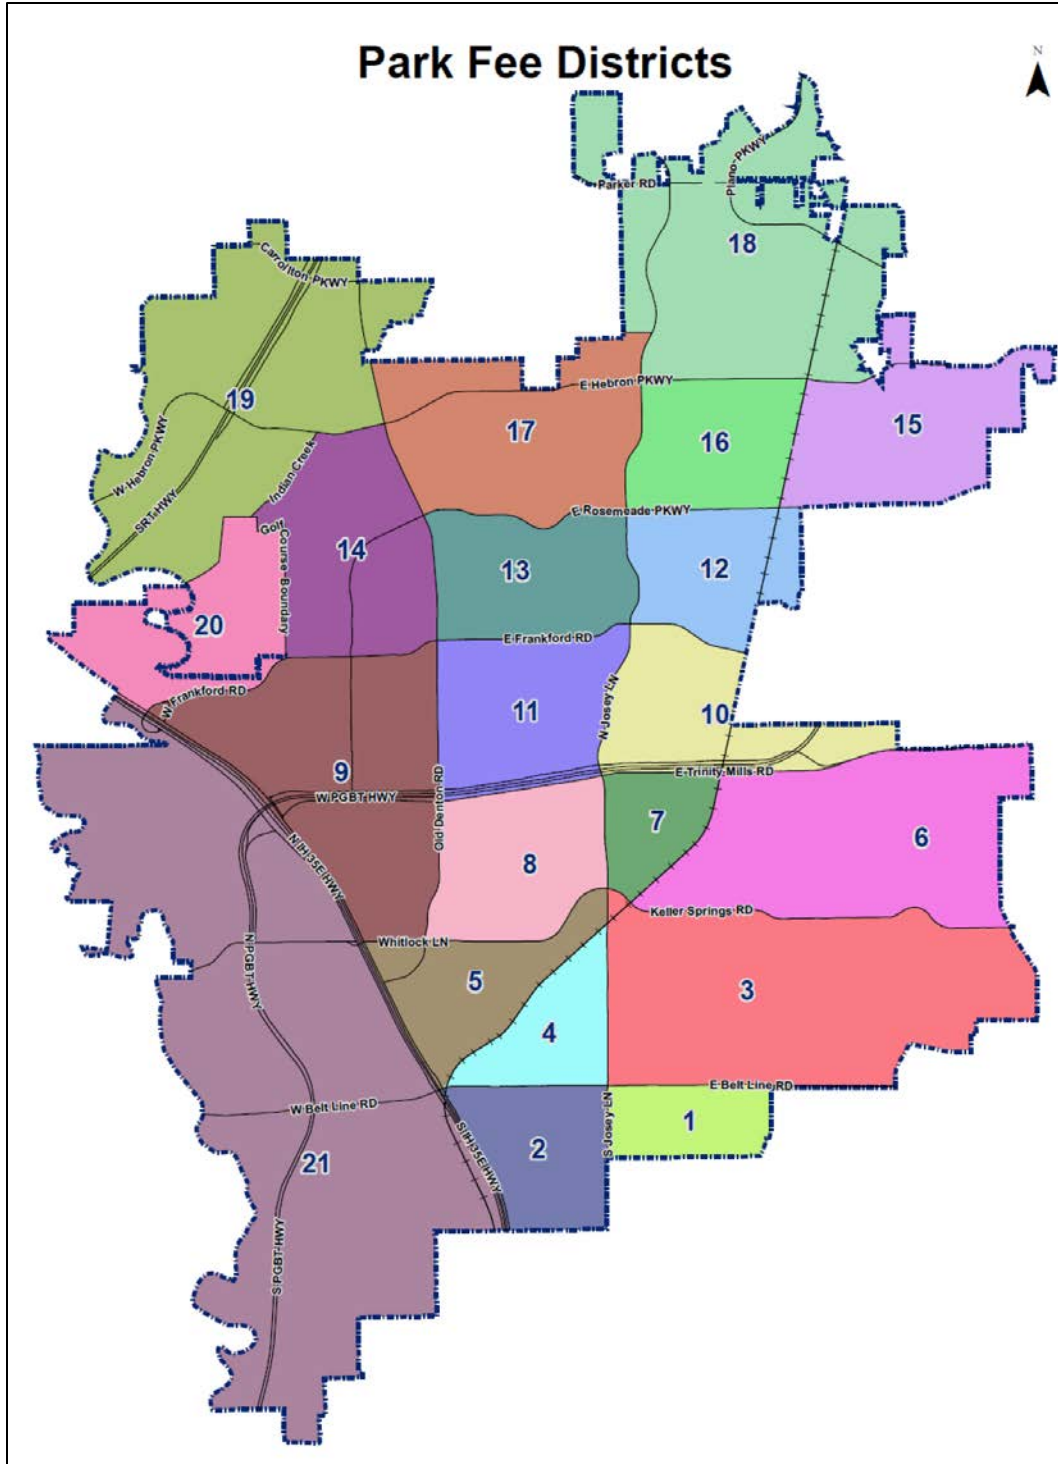 Park Fee Districts
N
Plano PKWY
Parker RD
18
Carrollton PKWY
E Hebron PKWY
19
17
16
15
W Hebron PKWY
Indian Creek
SRT HWY
E Rosemeade PKWY
Golf Course Boundary
14
13
12
20
E Frankford RD
W Frankford RD
N Josey LN
11
10
9
E Trinity Mills RD
W PGBT HWY
Old Denton RD
7
6
8
N IH 35E HWY
Keller Springs RD
Whitlock LN
N PGBT HWY
5
3
4
E Belt Line RD
W Belt Line RD
S Josey LN
1
2
S IH 35E HWY
21
S PGBT HWY